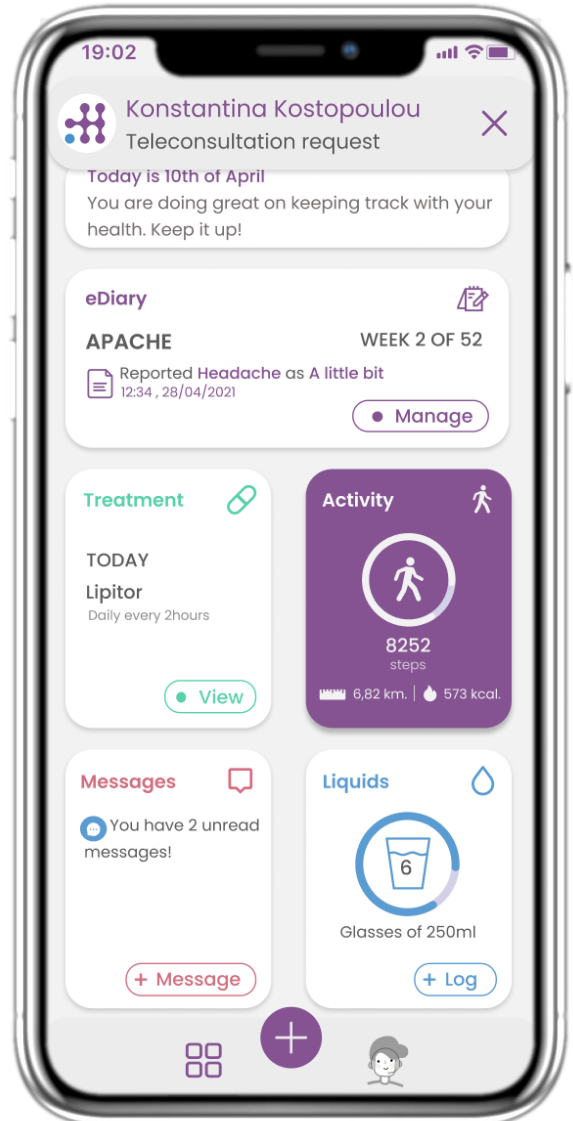 19:02
Konstantina Kostopoulou
Teleconsultation request
Today is 10th of April
You are doing great on keeping track with your
health. Keep it up!
eDiary
APACHE
WEEK 2 OF 52
Reported Headache as A little bit
12:34 , 28/04/2021
Manage
Treatment
TODAY
Lipitor
Daily every 2hours
View
Activity
8252
steps
6,82 km. | 573 kcal.
Messages
You have 2 unread
messages!
+ Message
Liquids
6
Glasses of 250ml
+ Log